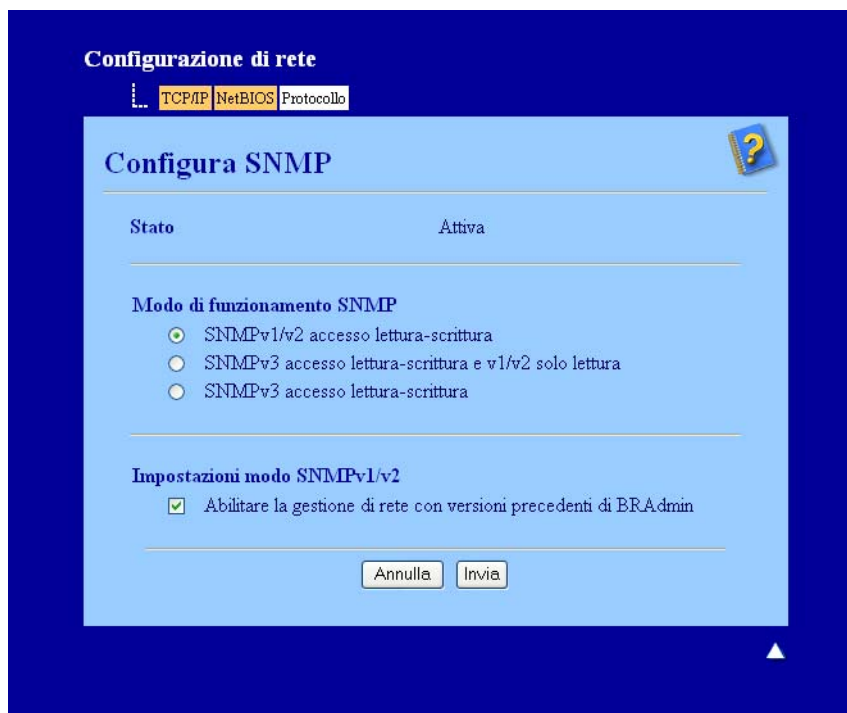 Configurazione di rete
TCP/IP NetBIOS Protocollo
Configura SNMP
?
Stato Attiva
Modo di funzionamento SNMP
SNMPv1/v2 accesso lettura-scrittura
SNMPv3 accesso lettura-scrittura e v1/v2 solo lettura
SNMPv3 accesso lettura-scrittura
Impostazioni modo SNMPv1/v2
Abilitare la gestione di rete con versioni precedenti di BRAdmin
Annulla Invia